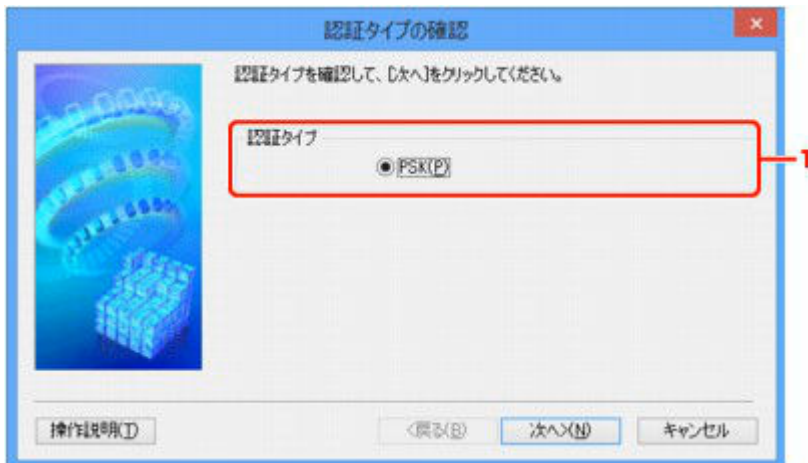 認証タイプの確認
認証タイプを確認して、[次へ]をクリックしてください。
認証タイプ
PSK(P)
1
操作説明(I)
<戻る(B)
次へ>(N)
キャンセル